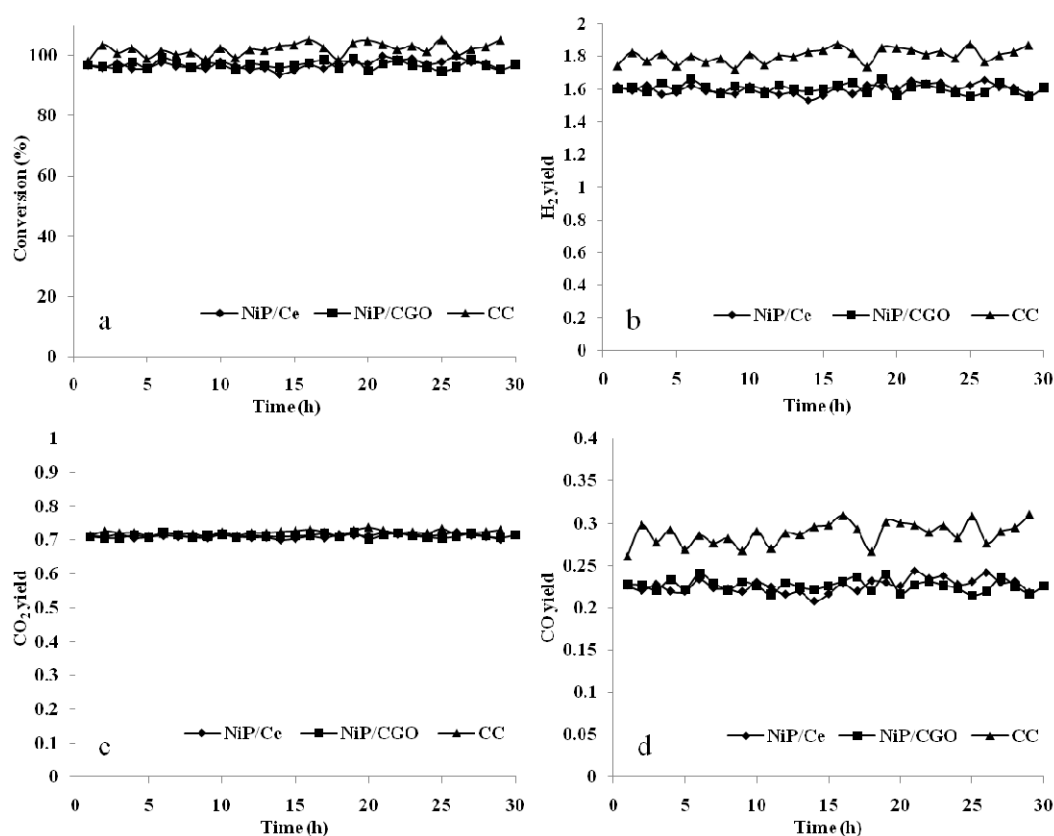 Conversion (%)
100
80
60
40
20
0
NiP/Ce NiP/CGO CC
a
0 5 10 15 20 25 30
Time (h)
H2 yield
2
1.8
1.6
1.4
1.2
1
0.8
0.6
0.4
0.2
0
NiP/Ce NiP/CGO CC
b
0 5 10 15 20 25 30
Time (h)
CO2 yield
1
0.9
0.8
0.7
0.6
0.5
0.4
0.3
0.2
0.1
0
NiP/Ce NiP/CGO CC
c
0 5 10 15 20 25 30
Time (h)
CO yield
0.4
0.35
0.3
0.25
0.2
0.15
0.1
0.05
0
NiP/Ce NiP/CGO CC
d
0 5 10 15 20 25 30
Time (h)